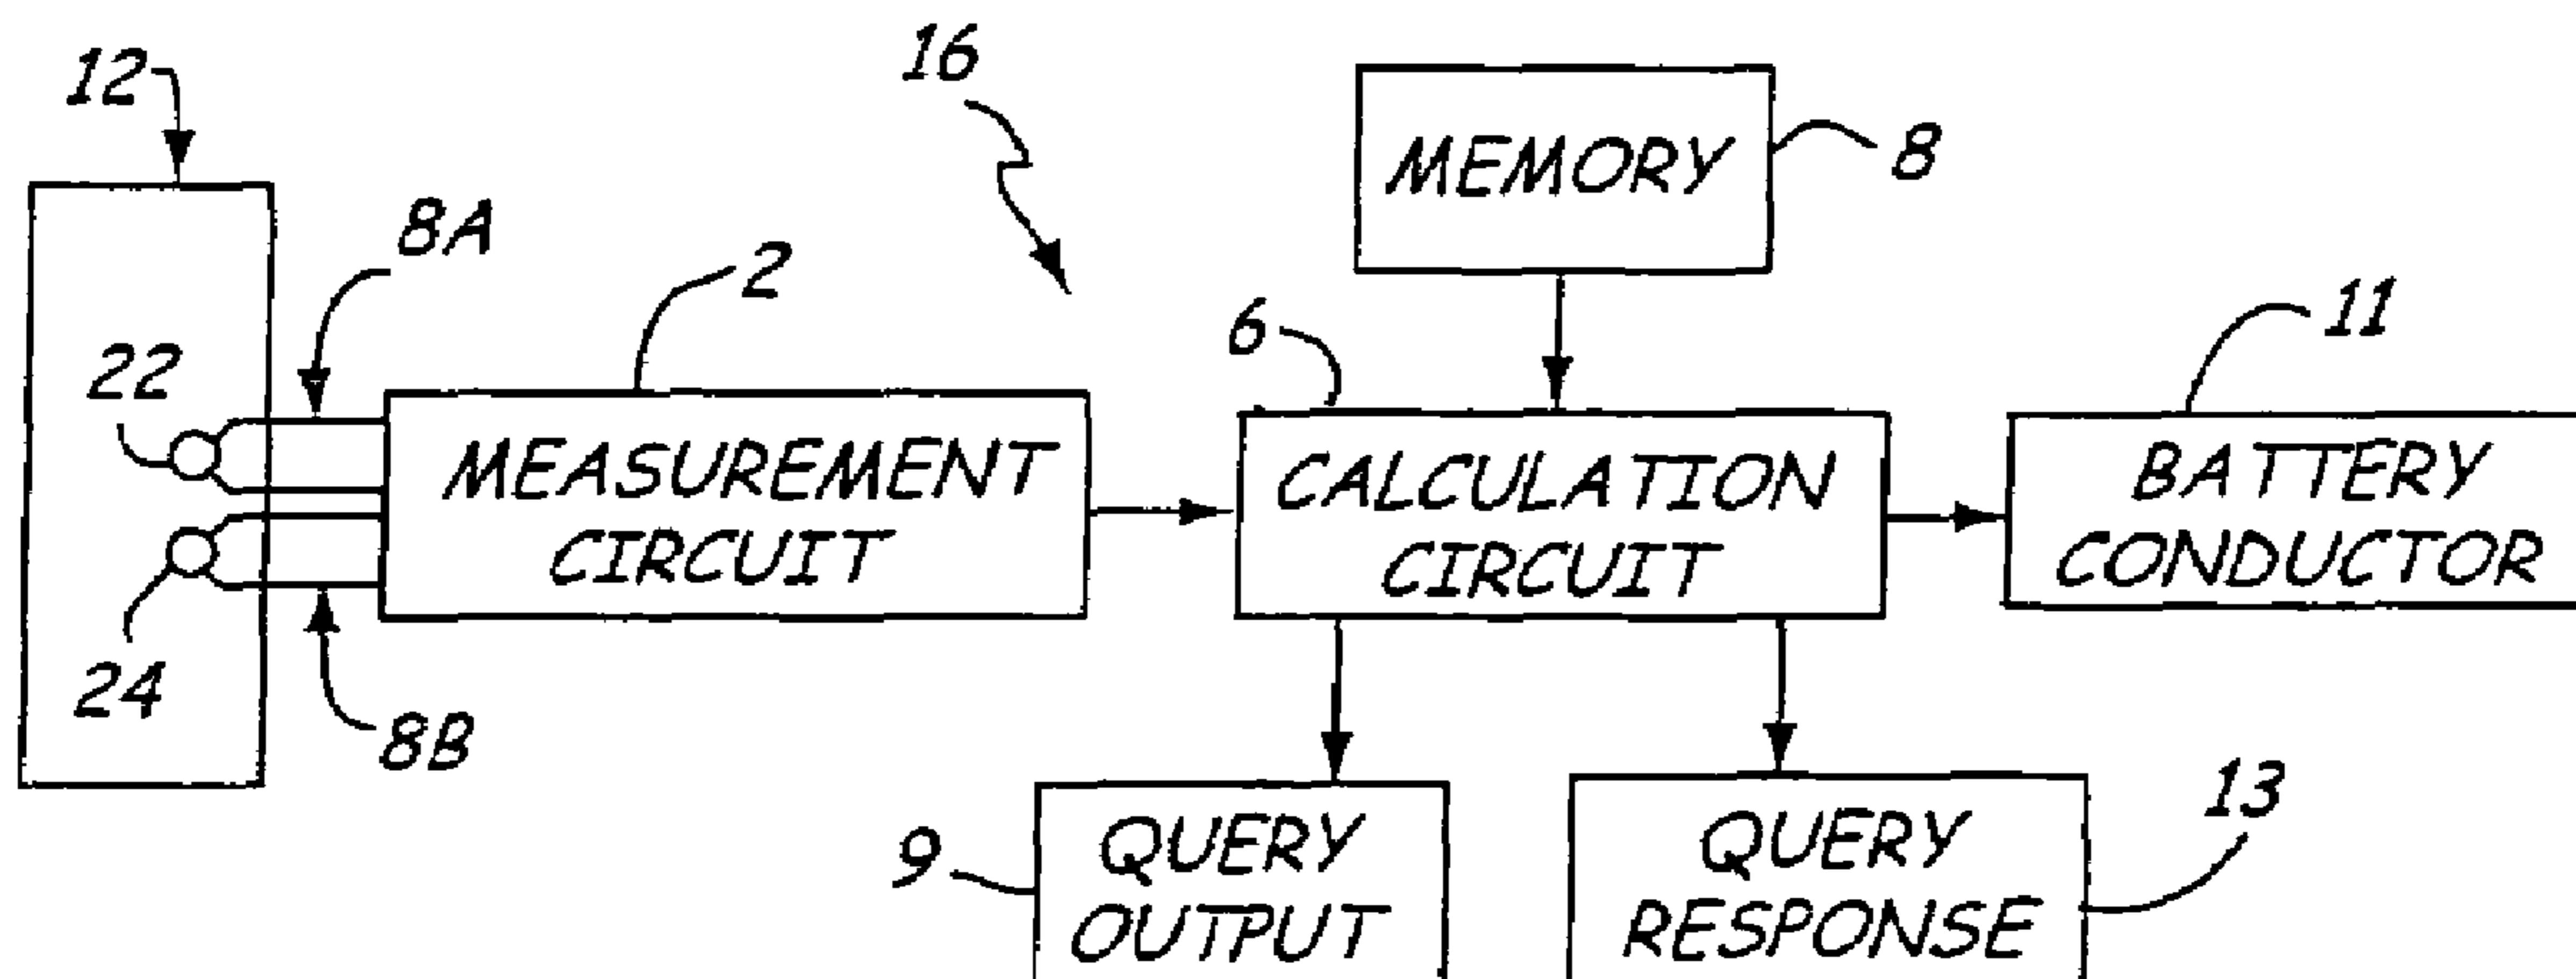 16
12
MEMORY
8
8A
2
11
6
22
MEASUREMENT
CIRCUIT
CALCULATION
CIRCUIT
BATTERY
CONDUCTOR
24
8B
13
9
QUERY
OUTPUT
QUERY
RESPONSE